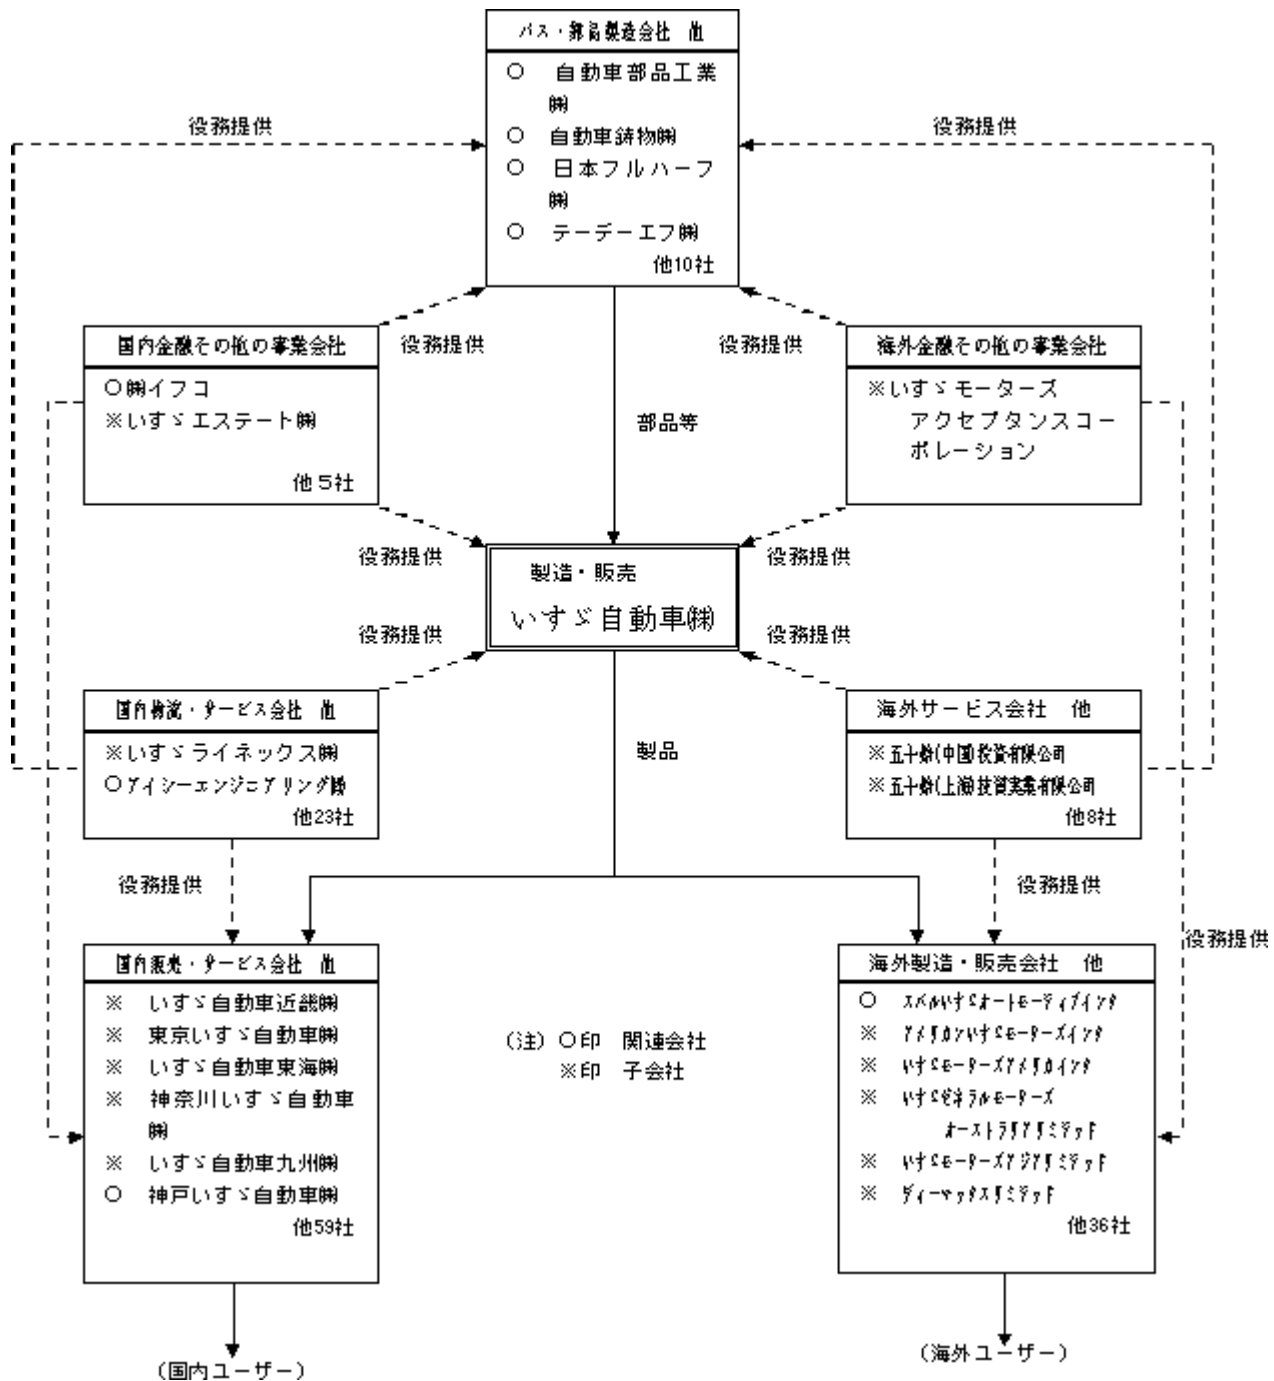 バス・部品製造会社　他
○　自動車部品工業
㈱
○　自動車鋳物㈱
○　日本フルハーフ
㈱
○　テーデーエフ㈱
他10社
役務提供
役務提供
国内金融その他の事業会社
○㈱イフコ
※いすゞエステート㈱
他５社
役務提供
役務提供
海外金融その他の事業会社
※いすゞモーターズ
アクセプタンスコー
ポレーション
部品等
役務提供
役務提供
製造・販売
いすゞ自動車㈱
役務提供
役務提供
国内物流・サービス会社　他
※いすゞライネックス㈱
○アイシーエンジニアリング㈱
他23社
製品
海外サービス会社　他
※五十鈴(中国)投資有限公司
※五十鈴(上海)技貿実業有限公司
他8社
役務提供
役務提供
役務提供
国内販売・サービス会社　他
※　いすゞ自動車近畿㈱
※　東京いすゞ自動車㈱
※　いすゞ自動車東海㈱
※　神奈川いすゞ自動車
㈱
※　いすゞ自動車九州㈱
○　神戸いすゞ自動車㈱
他59社
（注）○印　関連会社
※印　子会社
海外製造・販売会社　他
○　スバルいすゞオートモーティブインク
※　アメリカンいすゞモーターズインク
※　いすゞモーターズアメリカインク
※　いすゞゼネラルモーターズ
オーストラリアリミテッド
※　いすゞモーターズアジアリミテッド
※　ディーマックスリミテッド
他36社
（国内ユーザー）
（海外ユーザー）